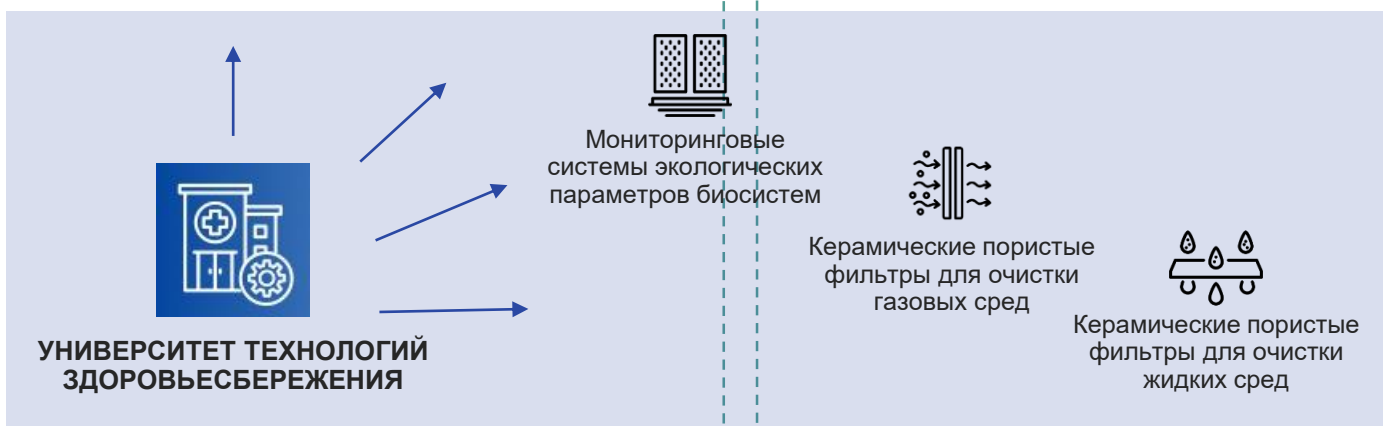 Мониторинговые
системы экологических
параметров биосистем
Керамические пористые
фильтры для очистки
газовых сред
Керамические пористые
фильтры для очистки
жидких сред
УНИВЕРСИТЕТ ТЕХНОЛОГИЙ
ЗДОРОВЬЕСБЕРЕЖЕНИЯ